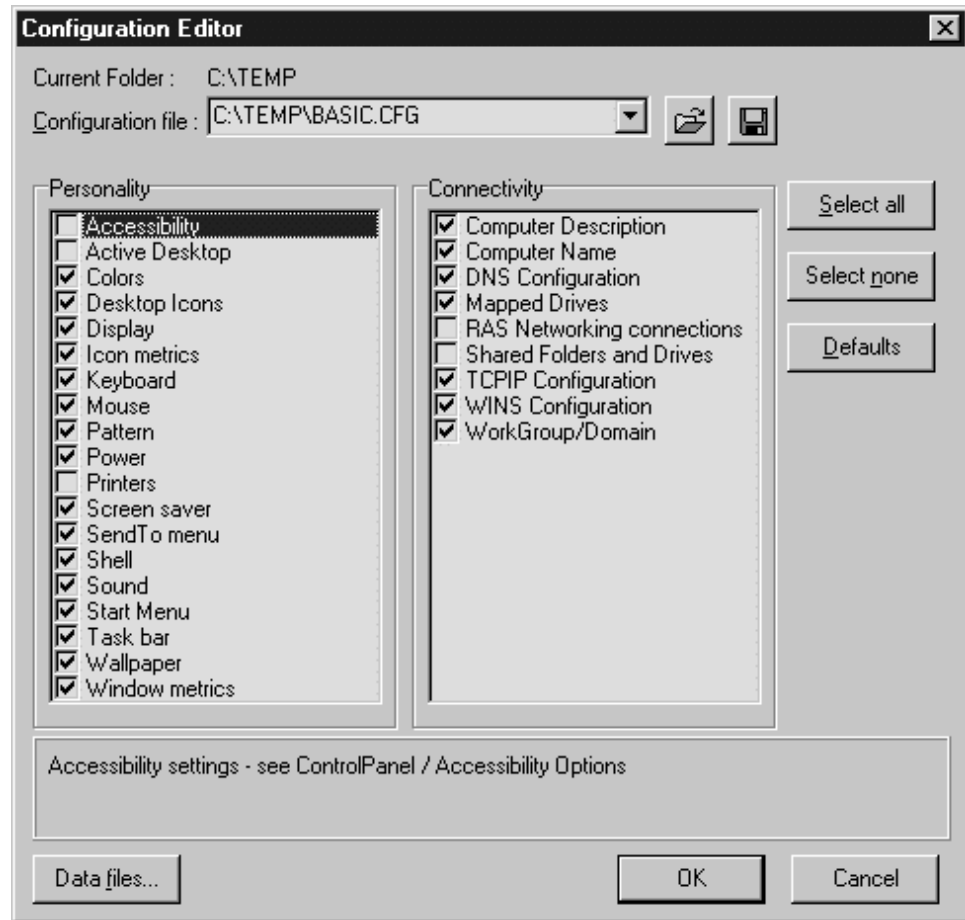 Configuration Editor
Current Folder : C:\TEMP
Configuration file : C:\TEMP\BASIC.CFG
Personality
Accessibility
Active Desktop
Colors
Desktop Icons
Display
Icon metrics
Keyboard
Mouse
Pattern
Power
Printers
Screen saver
SendTo menu
Shell
Sound
Start Menu
Task bar
Wallpaper
Window metrics
Connectivity
Computer Description
Computer Name
DNS Configuration
Mapped Drives
RAS Networking connections
Shared Folders and Drives
TCPIP Configuration
WINS Configuration
WorkGroup/Domain
Select all
Select none
Defaults
Accessibility settings - see ControlPanel / Accessibility Options
Data files...
OK
Cancel